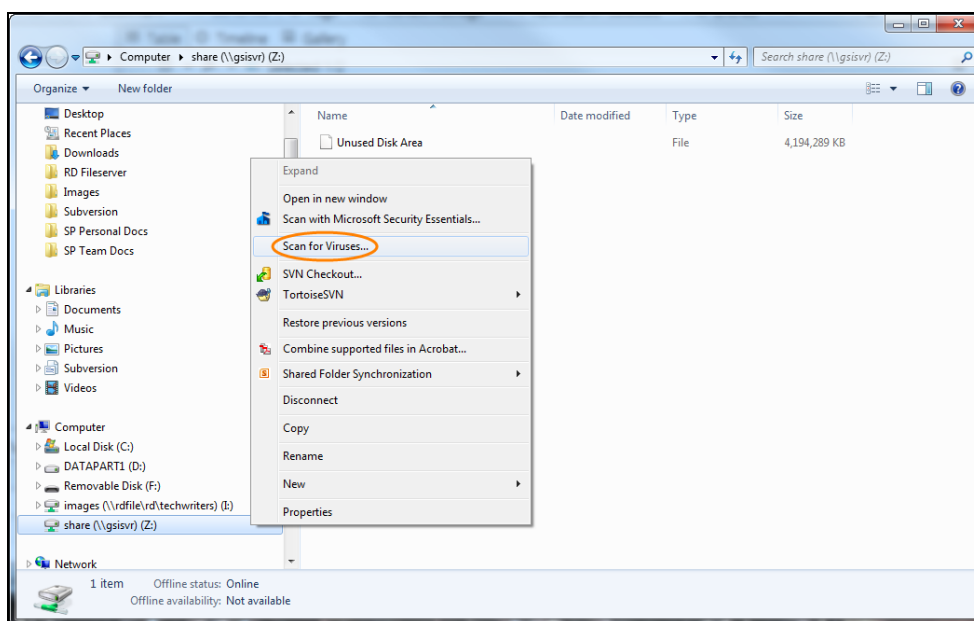 Table Timeline Gallery
Computer ▸ share (\\gsisvr) (Z:)
Search share (\\gsisvr) (Z:)
Organize ▾ New folder
Name Date modified Type Size
Unused Disk Area File 4,194,289 KB
Desktop
Recent Places
Downloads
RD Fileserver
Images
Subversion
SP Personal Docs
SP Team Docs
Libraries
Documents
Music
Pictures
Subversion
Videos
Computer
Local Disk (C:)
DATAPART1 (D:)
Removable Disk (F:)
images (\\rdfile\rd\techwriters) (I:)
share (\\gsisvr) (Z:)
Network
Expand
Open in new window
Scan with Microsoft Security Essentials...
Scan for Viruses...
SVN Checkout...
TortoiseSVN
Restore previous versions
Combine supported files in Acrobat...
Shared Folder Synchronization
Disconnect
Copy
Rename
New
Properties
1 item Offline status: Online
Offline availability: Not available